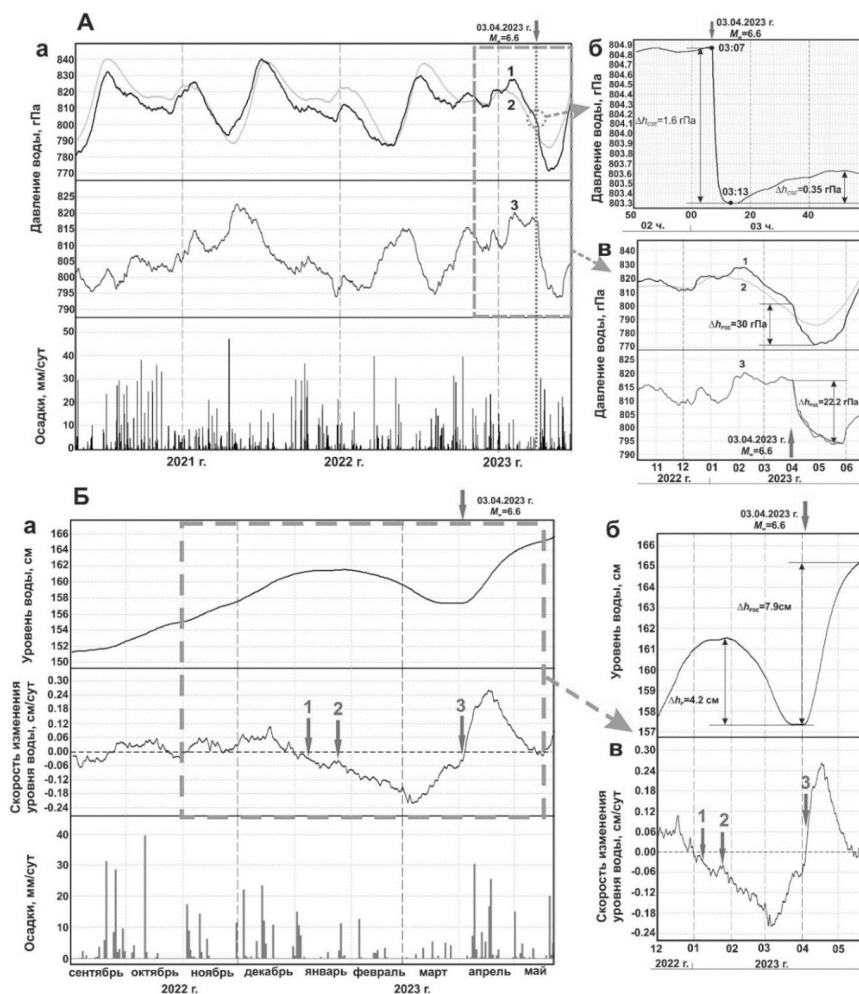 А
03.04.2023 г.
Mw=6.6
а
Давление воды, гПа
840
830
820
810
800
790
780
770
1
2
Давление воды, гПа
825
820
815
810
805
800
795
790
3
Осадки, мм/сут
50
40
30
20
10
0
2021 г.
2022 г.
2023 г.
03.04.2023 г.
Mw=6.6
б
Давление воды, гПа
804.9
804.8
804.7
804.6
804.5
804.4
804.3
804.2
804.1
804.0
803.9
803.8
803.7
803.6
803.5
803.4
803.3
03:07
ΔhCSE=1.6 гПа
03:13
ΔhCSE=0.35 гПа
50 00 20 40
02 ч. 03 ч.
в
Давление воды, гПа
840
830
820
810
800
790
780
770
1
2
ΔhPSE=30 гПа
825
820
815
810
805
800
795
790
3
ΔhPSE=22.2 гПа
03.04.2023 г.
Mw=6.6
11 12 01 02 03 04 05 06
2022 г. 2023 г.
Б
03.04.2023 г.
Mw=6.6
а
Уровень воды, см
166
164
162
160
158
156
154
152
150
Скорость изменения
уровня воды, см/сут
0.30
0.24
0.18
0.12
0.06
0.00
-0.06
-0.12
-0.18
-0.24
1
2
3
Осадки, мм/сут
40
30
20
10
0
сентябрь октябрь ноябрь декабрь январь февраль март апрель май
2022 г. 2023 г.
03.04.2023 г.
Mw=6.6
б
Уровень воды, см
166
165
164
163
162
161
160
159
158
157
ΔhPSE=7.9см
ΔhP=4.2 см
в
Скорость изменения
уровня воды, см/сут
0.30
0.24
0.18
0.12
0.06
0.00
-0.06
-0.12
-0.18
-0.24
1
2
3
12 01 02 03 04 05
2022 г. 2023 г.